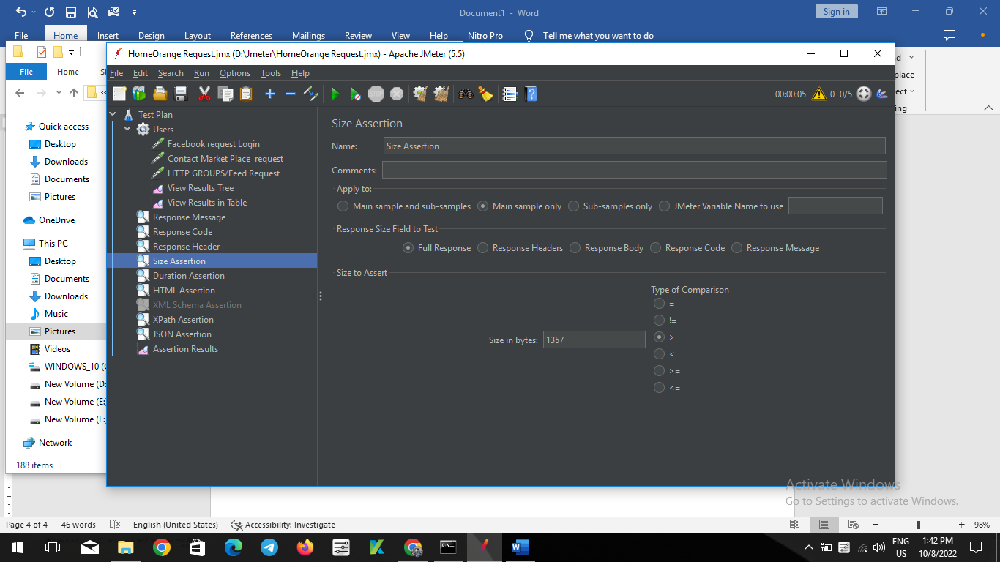 Document1 - Word
Sign in
File Home Insert Design Layout References Mailings Review View Help Nitro Pro Tell me what you want to do
HomeOrange Request.jmx (D:\Jmeter\HomeOrange Request.jmx) - Apache JMeter (5.5)
File Home
File Edit Search Run Options Tools Help
00:00:05 0 0/5
Quick access
Desktop
Downloads
Documents
Pictures
OneDrive
This PC
Desktop
Documents
Downloads
Music
Pictures
Videos
WINDOWS_10 (
New Volume (D:
New Volume (E:
New Volume (F:
Network
188 items
Test Plan
Users
Facebook request Login
Contact Market Place request
HTTP GROUPS/Feed Request
View Results Tree
View Results in Table
Response Message
Response Code
Response Header
Size Assertion
Duration Assertion
HTML Assertion
XML Schema Assertion
XPath Assertion
JSON Assertion
Assertion Results
Size Assertion
Name: Size Assertion
Comments:
Apply to:
Main sample and sub-samples Main sample only Sub-samples only JMeter Variable Name to use
Response Size Field to Test
Full Response Response Headers Response Body Response Code Response Message
Size to Assert
Type of Comparison
=
!=
>
<
>=
<=
Size in bytes: 1357
d
place
ect
ing
Activate Windows
Go to Settings to activate Windows.
Page 4 of 4 46 words English (United States) Accessibility: Investigate 98%
ENG
US
1:42 PM
10/8/2022